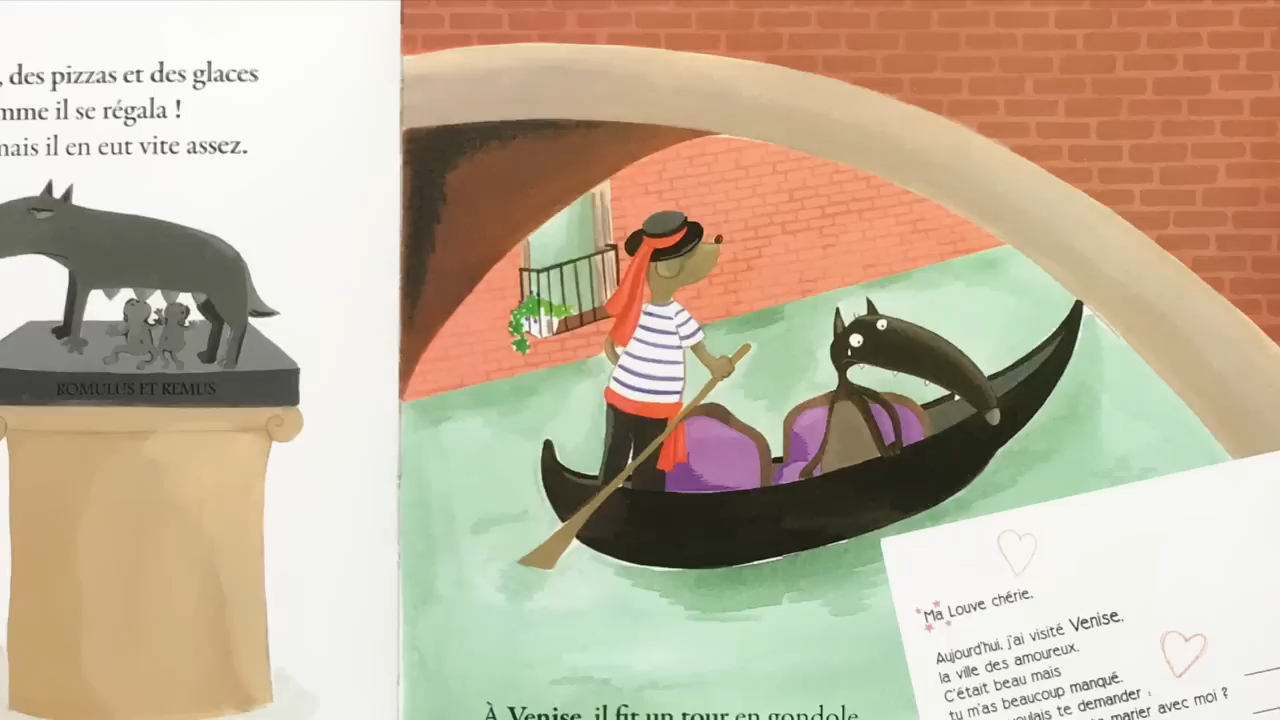 , des pizzas et des glaces
mme il se régala !
mais il en eut vite assez.
ROMULUS ET REMUS
À Venise, il fit un tour en gondole
Ma Louve chérie,
Aujourd'hui, j'ai visité Venise,
la ville des amoureux.
C'était beau mais
tu m'as beaucoup manqué.
oulais te demander :
marier avec moi ?